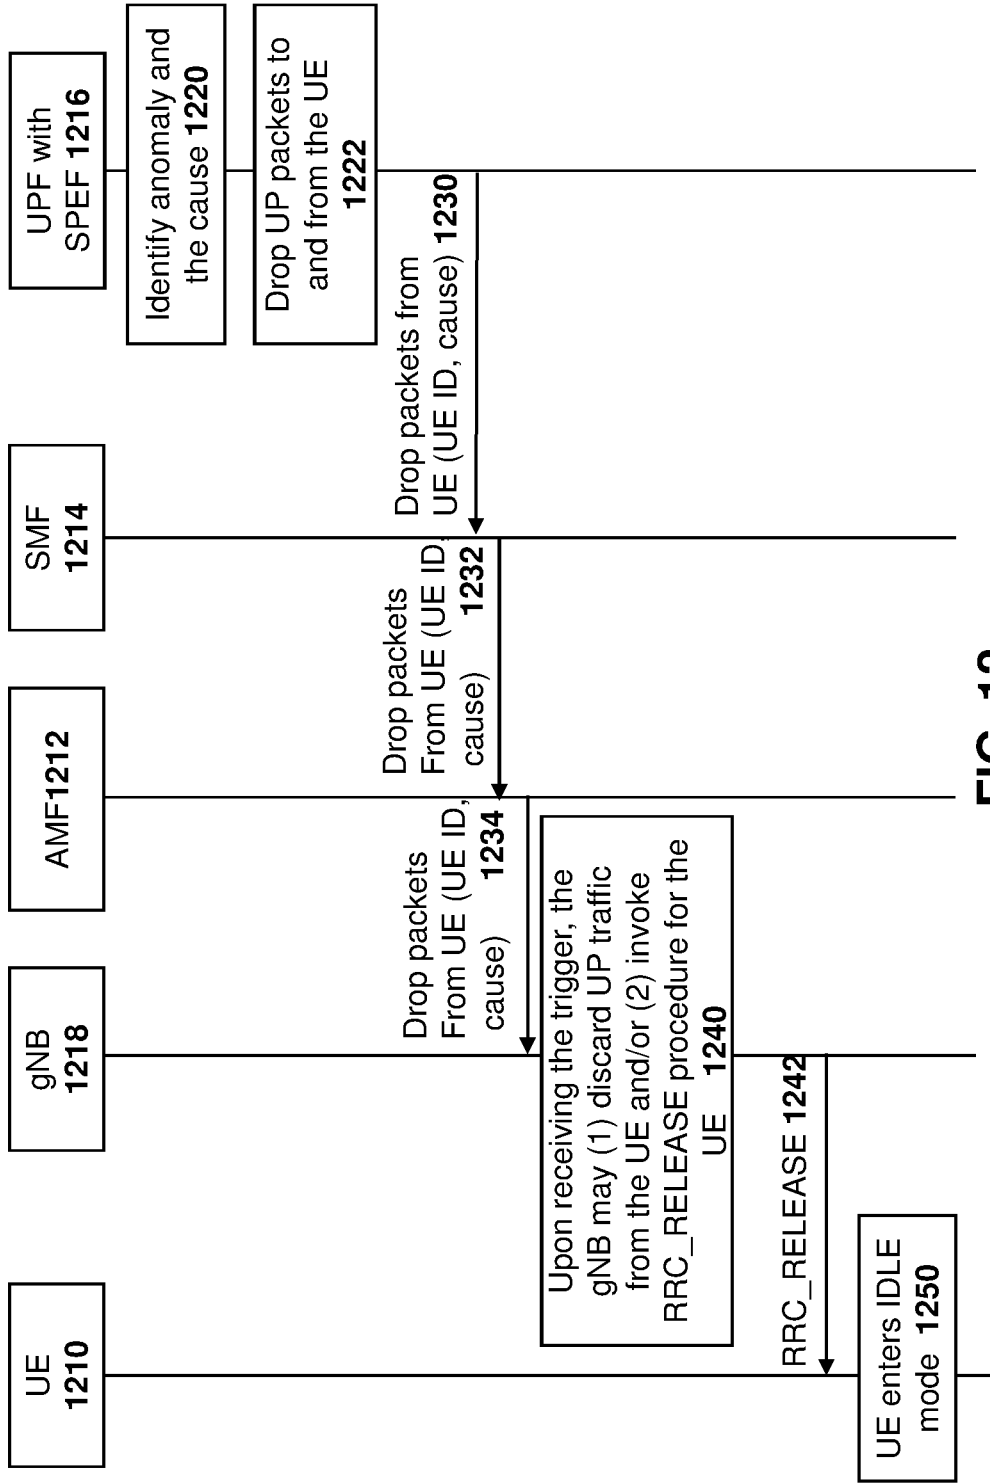 UE
1210
gNB
1218
AMF1212
SMF
1214
UPF with
SPEF 1216
Identify anomaly and
the cause 1220
Drop UP packets to
and from the UE
1222
Drop packets from
UE (UE ID, cause) 1230
Drop packets
From UE (UE ID,
cause) 1232
Drop packets
From UE (UE ID,
cause) 1234
Upon receiving the trigger, the
gNB may (1) discard UP traffic
from the UE and/or (2) invoke
RRC_RELEASE procedure for the
UE 1240
RRC_RELEASE 1242
UE enters IDLE
mode 1250